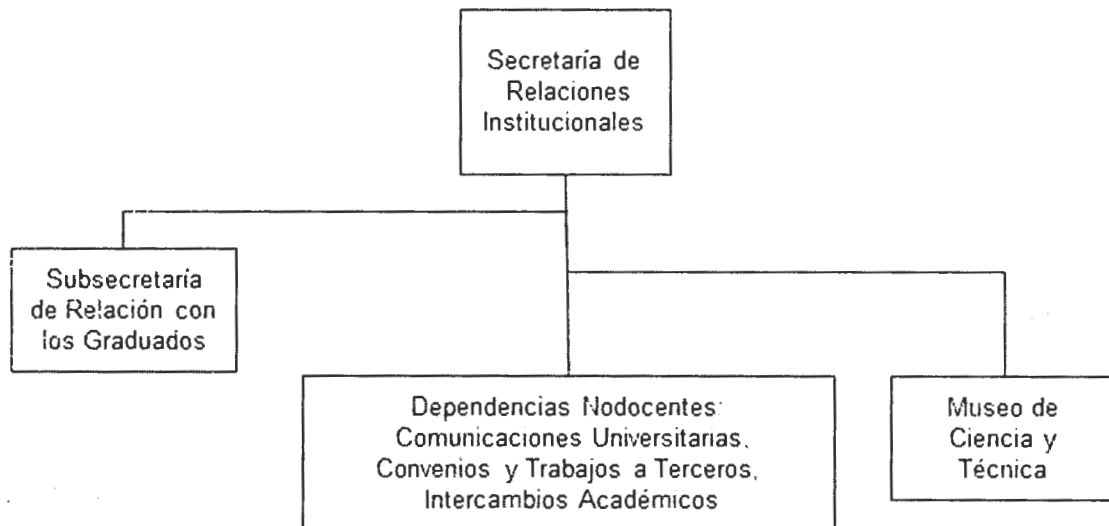 Secretaría de
Relaciones
Institucionales
Subsecretaría
de Relación con
los Graduados
Dependencias Nodocentes:
Comunicaciones Universitarias,
Convenios y Trabajos a Terceros,
Intercambios Académicos
Museo de
Ciencia y
Técnica